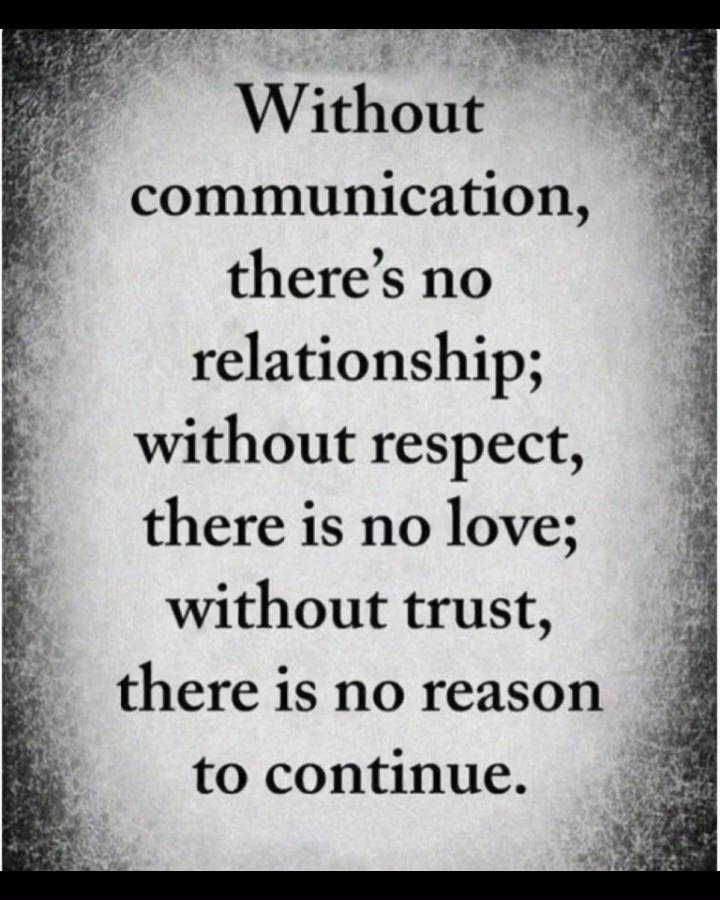 Without
communication,
there’s no
relationship;
without respect,
there is no love;
without trust,
there is no reason
to continue.